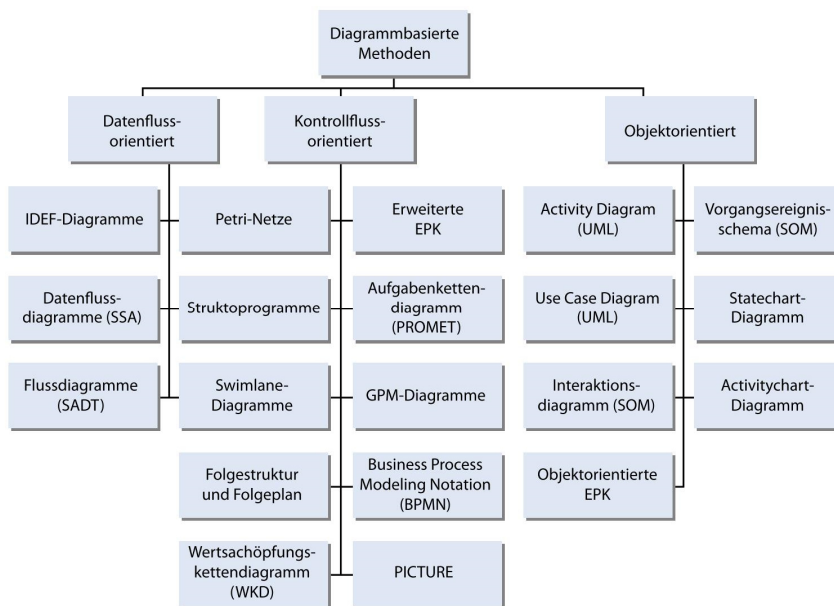 Diagrammbasierte
Methoden
Datenfluss-
orientiert
Kontrollfluss-
orientiert
Objektorientiert
IDEF-Diagramme
Petri-Netze
Erweiterte
EPK
Activity Diagram
(UML)
Vorgangsereignis-
schema (SOM)
Datenfluss-
diagramme (SSA)
Struktoprogramme
Aufgabenketten-
diagramm
(PROMET)
Use Case Diagram
(UML)
Statechart-
Diagramm
Flussdiagramme
(SADT)
Swimlane-
Diagramme
GPM-Diagramme
Interaktions-
diagramm (SOM)
Activitychart-
Diagramm
Folgestruktur
und Folgeplan
Business Process
Modeling Notation
(BPMN)
Objektorientierte
EPK
Wertsachöpfungs-
kettendiagramm
(WKD)
PICTURE